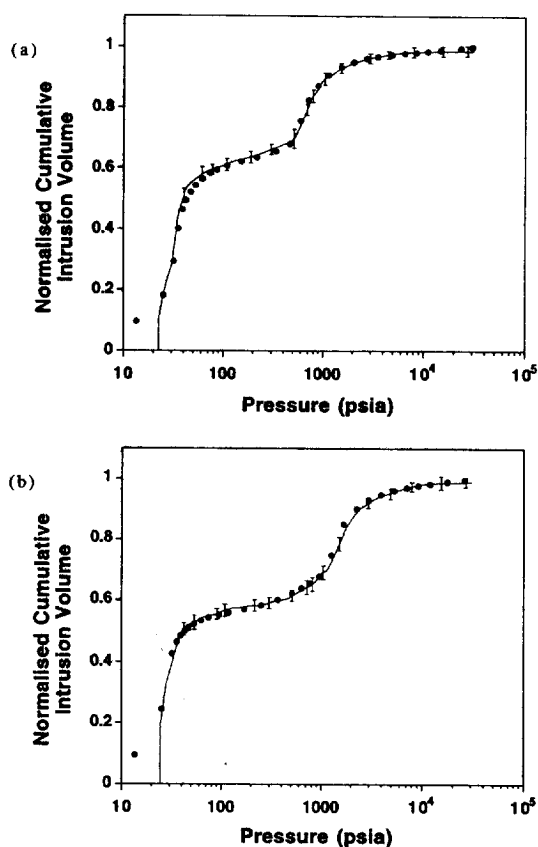 (a)
1
0.8
0.6
0.4
0.2
0
Normalised Cumulative
Intrusion Volume
10
100
1000
10⁴
10⁵
Pressure (psia)
(b)
1
0.8
0.6
0.4
0.2
0
Normalised Cumulative
Intrusion Volume
10
100
1000
10⁴
10⁵
Pressure (psia)